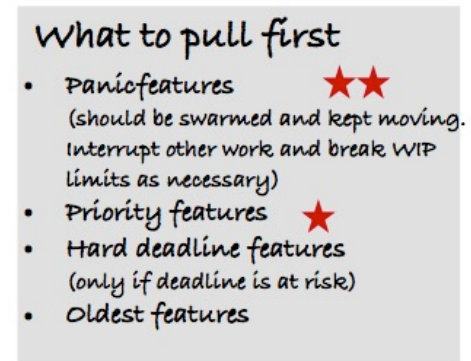 What to pull first
• Panicfeatures
(should be swarmed and kept moving.
Interrupt other work and break WIP
limits as necessary)
• Priority features
• Hard deadline features
(only if deadline is at risk)
• Oldest features